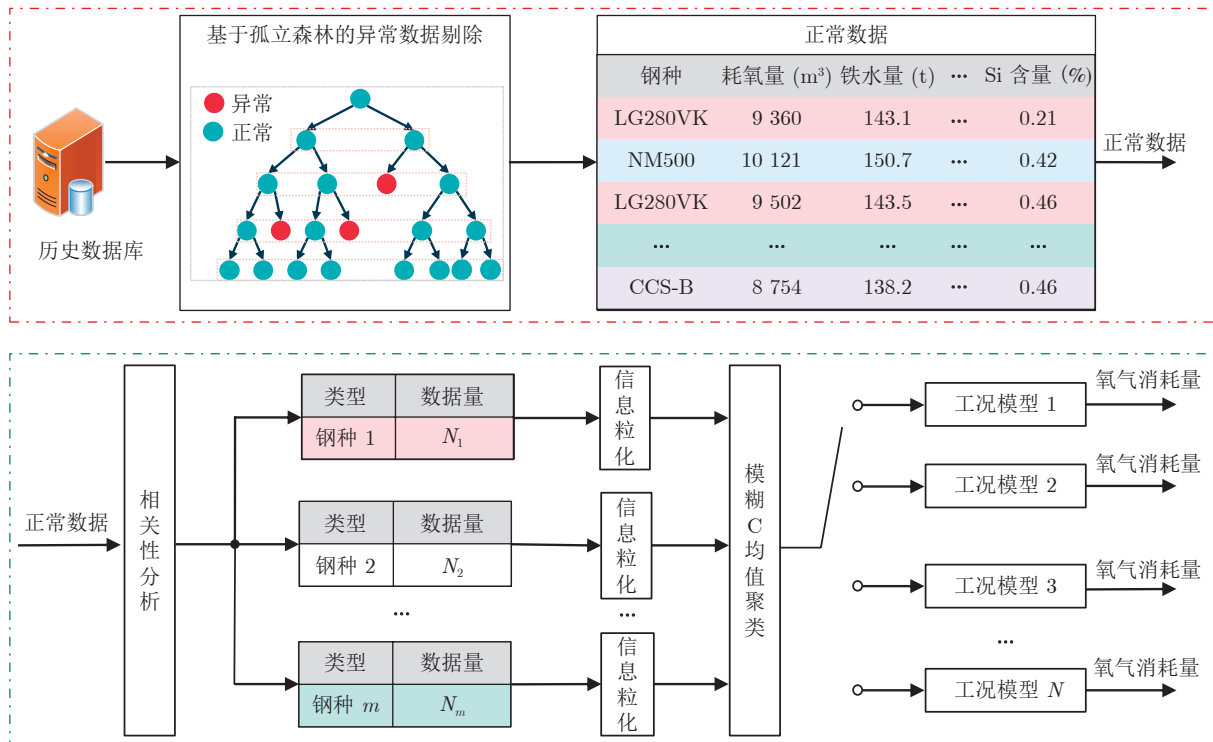 基于孤立森林的异常数据剔除
异常
正常
历史数据库
正常数据
钢种 耗氧量 (m³) 铁水量 (t) ··· Si 含量 (%)
LG280VK 9 360 143.1 ··· 0.21
NM500 10 121 150.7 ··· 0.42
LG280VK 9 502 143.5 ··· 0.46
··· ··· ··· ··· ···
CCS-B 8 754 138.2 ··· 0.46
正常数据
正常数据
相关性分析
类型 数据量
钢种 1 N₁
类型 数据量
钢种 2 N₂
···
类型 数据量
钢种 m Nₘ
信息粒化
信息粒化
···
信息粒化
模糊C均值聚类
工况模型 1
氧气消耗量
工况模型 2
氧气消耗量
工况模型 3
氧气消耗量
···
工况模型 N
氧气消耗量